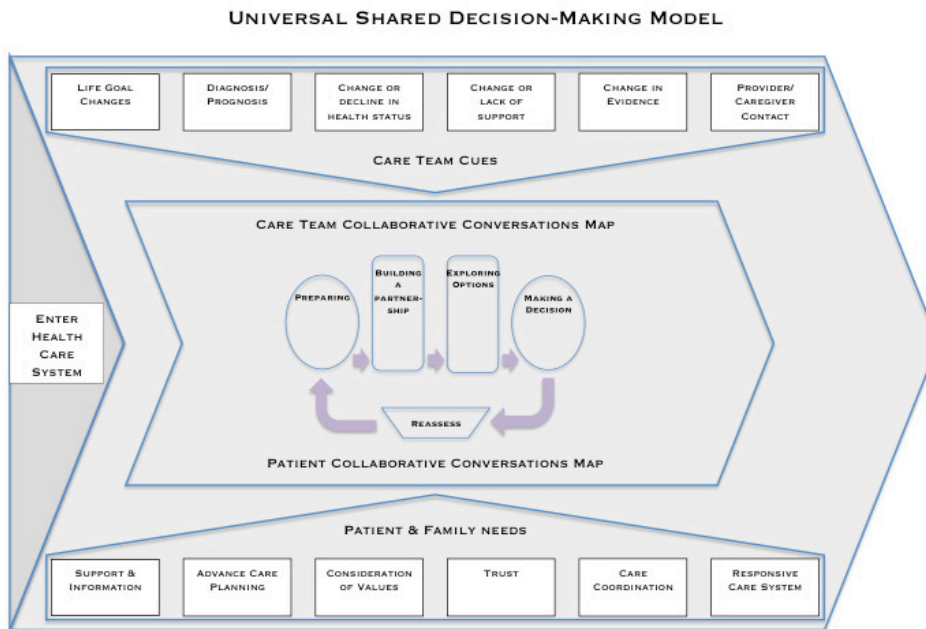 Universal Shared Decision-Making Model
Life Goal
Changes
Diagnosis/
Prognosis
Change or
decline in
health status
Change or
lack of
support
Change
in Evidence
Provider/
Caregiver
Contact
Care Team Cues
Care Team Collaborative Conversations Map
Enter
Health
Care
System
Preparing
Building
a
partner-
ship
Exploring
Options
Making a
Decision
Reassess
Patient Collaborative Conversations Map
Patient & Family needs
Support &
Information
Advance Care
Planning
Consideration
of Values
Trust
Care
Coordination
Responsive
Care System